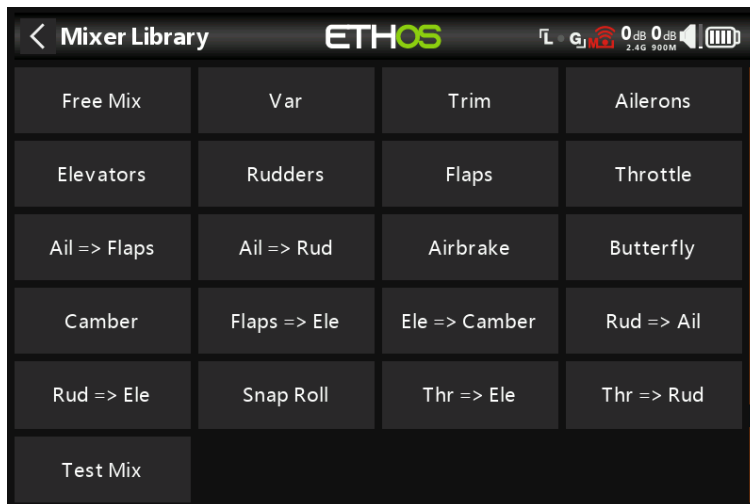 Mixer Library ETHOS L G M 0dB 2.4G 0dB 900M
Free Mix Var Trim Ailerons
Elevators Rudders Flaps Throttle
Ail => Flaps Ail => Rud Airbrake Butterfly
Camber Flaps => Ele Ele => Camber Rud => Ail
Rud => Ele Snap Roll Thr => Ele Thr => Rud
Test Mix